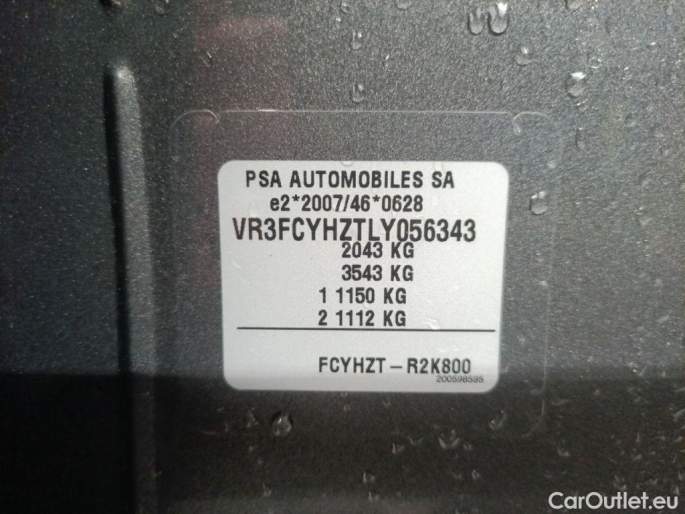 PSA AUTOMOBILES SA
e2*2007/46*0628
VR3FCYHZTLY056343
2043 KG
3543 KG
1 1150 KG
2 1112 KG
FCYHZT – R2K800
200598595
CarOutlet.eu